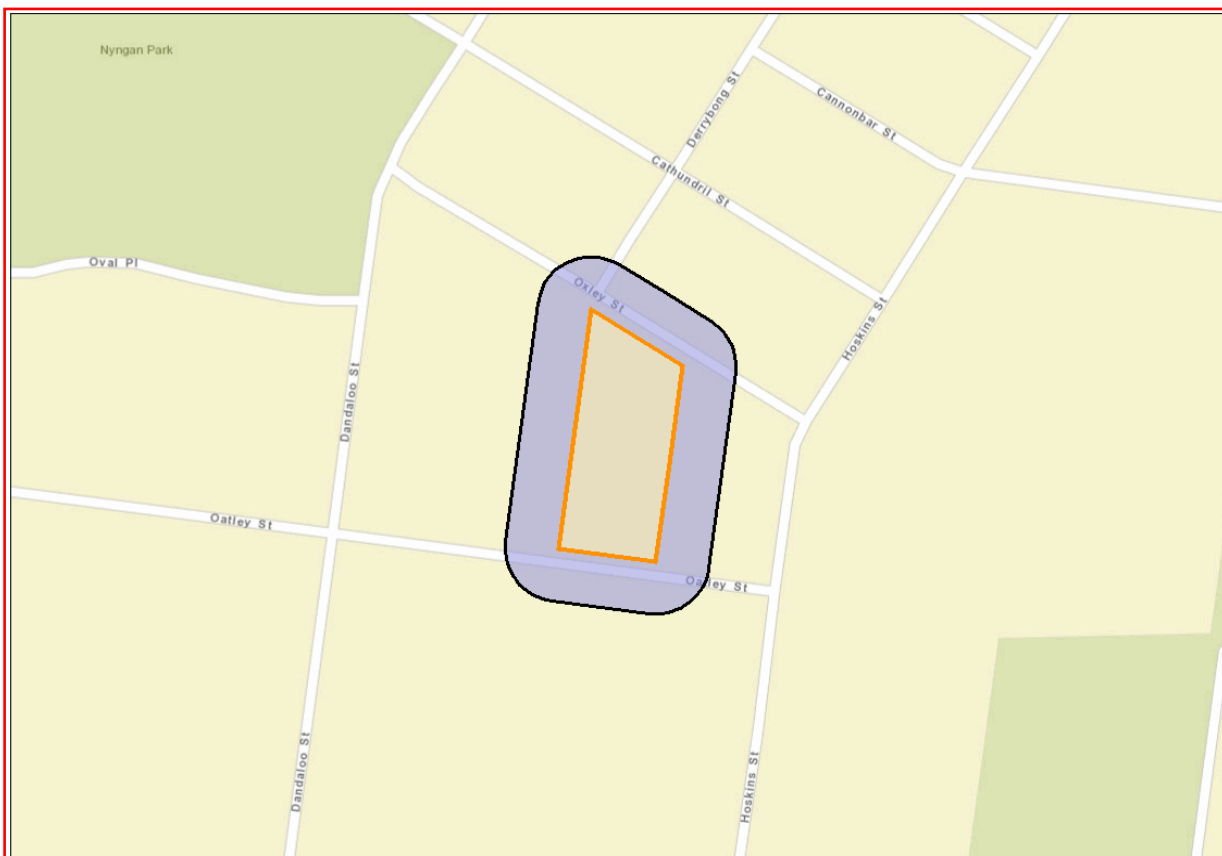 Nyngan Park
Derrybong St
Cannonbar St
Cathundril St
Oval Pl
Oxley St
Hoskins St
Dandaloo St
Oatley St
Oatley St
Dandaloo St
Hoskins St